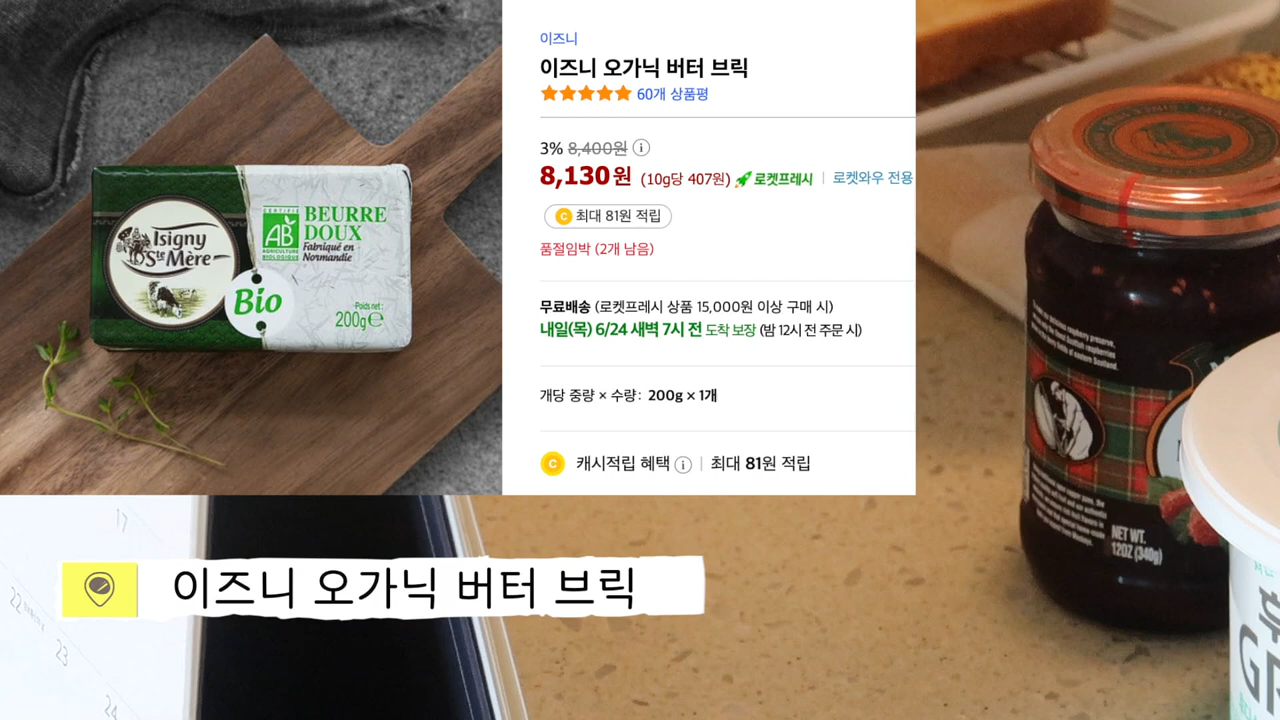 Isigny
Ste Mère
CERTIFIÉ
AB
AGRICULTURE
BIOLOGIQUE
BEURRE
DOUX
Fabriqué en
Normandie
Bio
Poids net:
200g e
이즈니
이즈니 오가닉 버터 브릭
60개 상품평
3% 8,400원
8,130원 (10g당 407원) 로켓프레시 | 로켓와우 전용
C 최대 81원 적립
품절임박 (2개 남음)
무료배송 (로켓프레시 상품 15,000원 이상 구매 시)
내일(목) 6/24 새벽 7시 전 도착 보장 (밤 12시 전 주문 시)
개당 중량 × 수량: 200g × 1개
C 캐시적립 혜택 | 최대 81원 적립
NET WT.
12OZ (340g)
17
22
23
24
이즈니 오가닉 버터 브릭